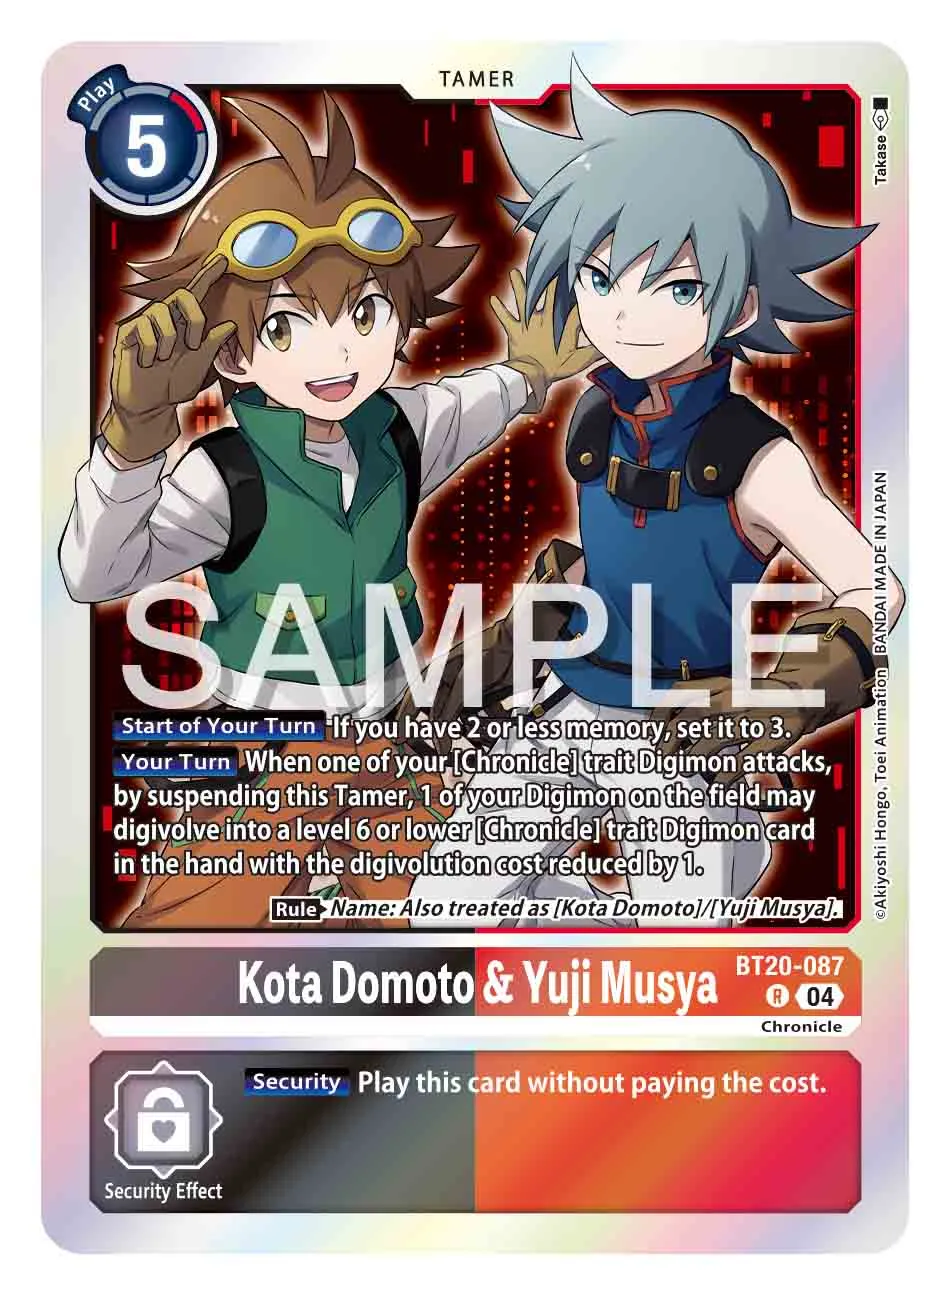 TAMER
Play
5
Takase
SAMPLE
Start of Your Turn If you have 2 or less memory, set it to 3.
Your Turn When one of your [Chronicle] trait Digimon attacks,
by suspending this Tamer, 1 of your Digimon on the field may
digivolve into a level 6 or lower [Chronicle] trait Digimon card
in the hand with the digivolution cost reduced by 1.
Rule Name: Also treated as [Kota Domoto]/[Yuji Musya].
©Akiyoshi Hongo, Toei Animation BANDAI MADE IN JAPAN
Kota Domoto & Yuji Musya
BT20-087
R 04
Chronicle
Security Play this card without paying the cost.
Security Effect